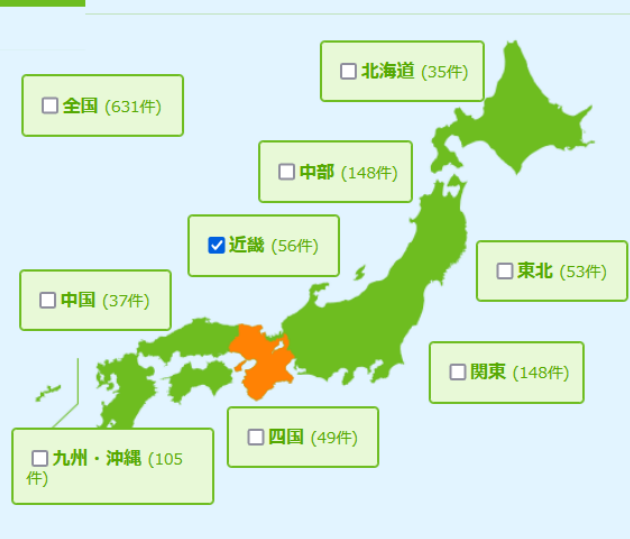 北海道 (35件)
全国 (631件)
中部 (148件)
近畿 (56件)
東北 (53件)
中国 (37件)
関東 (148件)
四国 (49件)
九州・沖縄 (105
件)